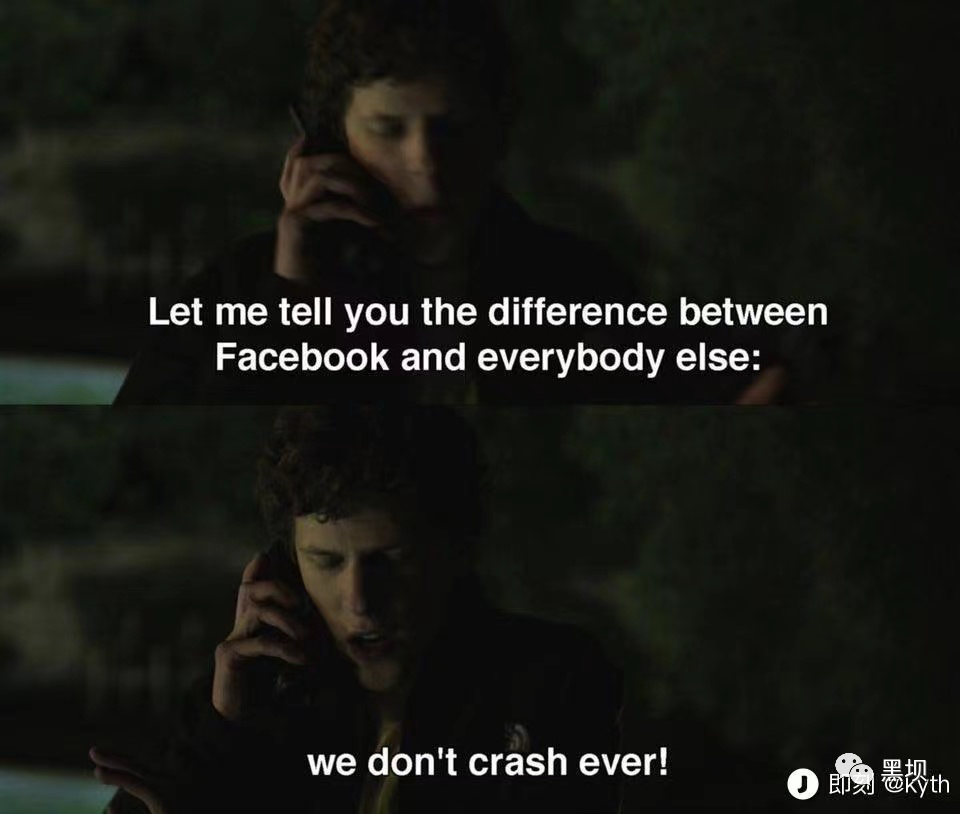 Let me tell you the difference between
Facebook and everybody else:
we don't crash ever!
黑坝
即刻 @kyth